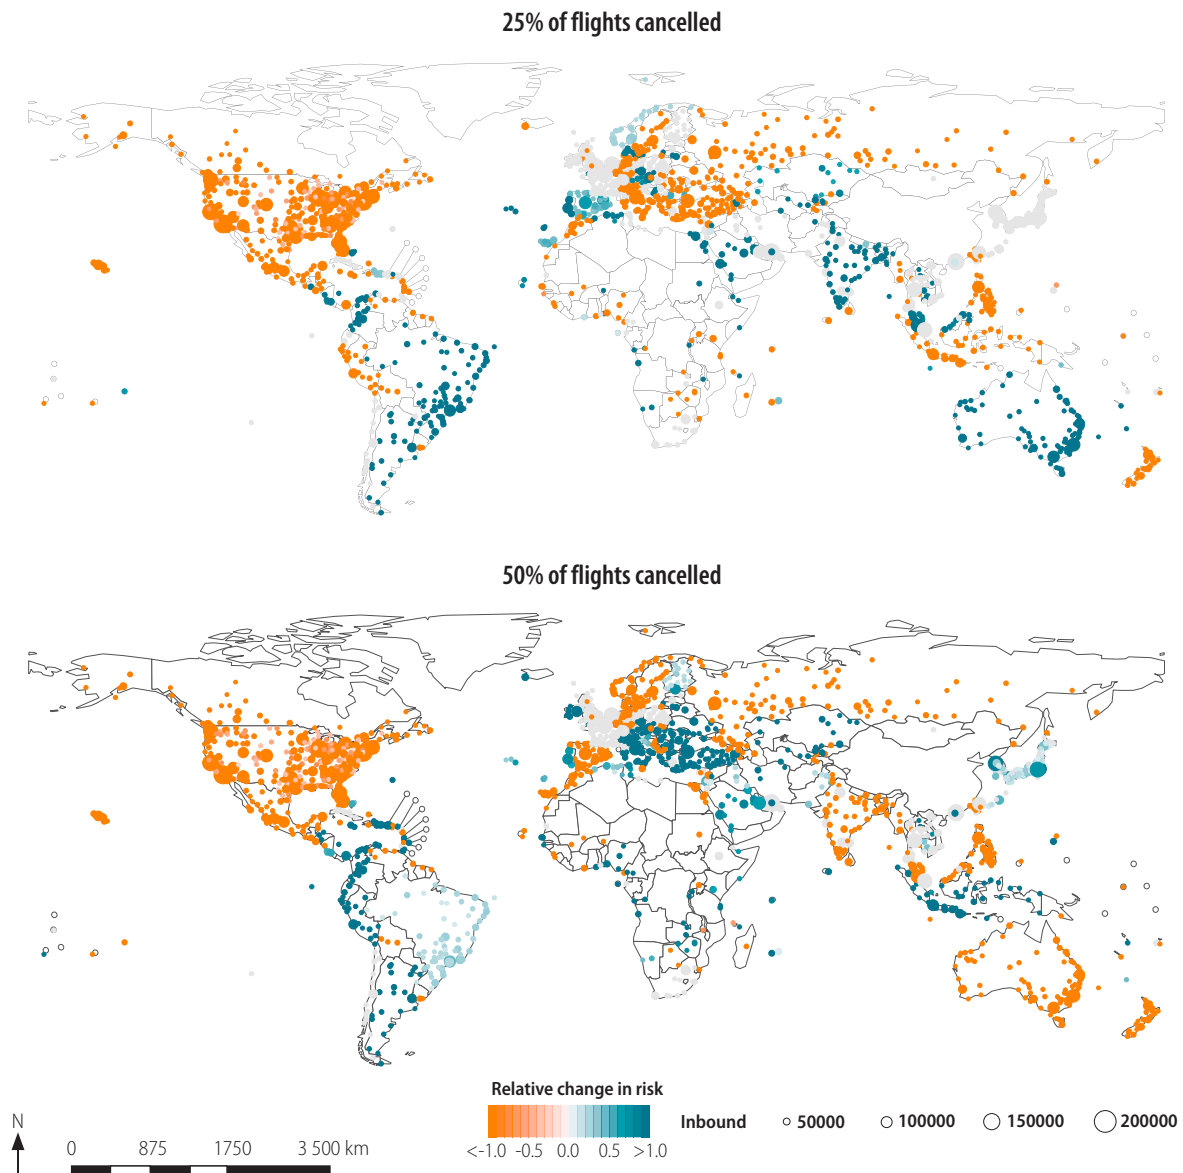 25% of flights cancelled
50% of flights cancelled
Relative change in risk
<-1.0 -0.5 0.0 0.5 >1.0
Inbound 50000 100000 150000 200000
N
0 875 1750 3 500 km